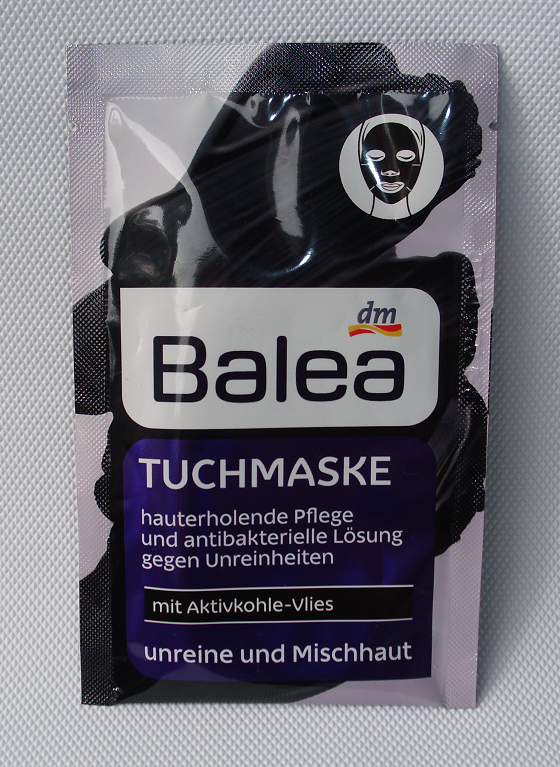 dm
Balea
TUCHMASKE
hauterholende Pflege
und antibakterielle Lösung
gegen Unreinheiten
mit Aktivkohle-Vlies
unreine und Mischhaut